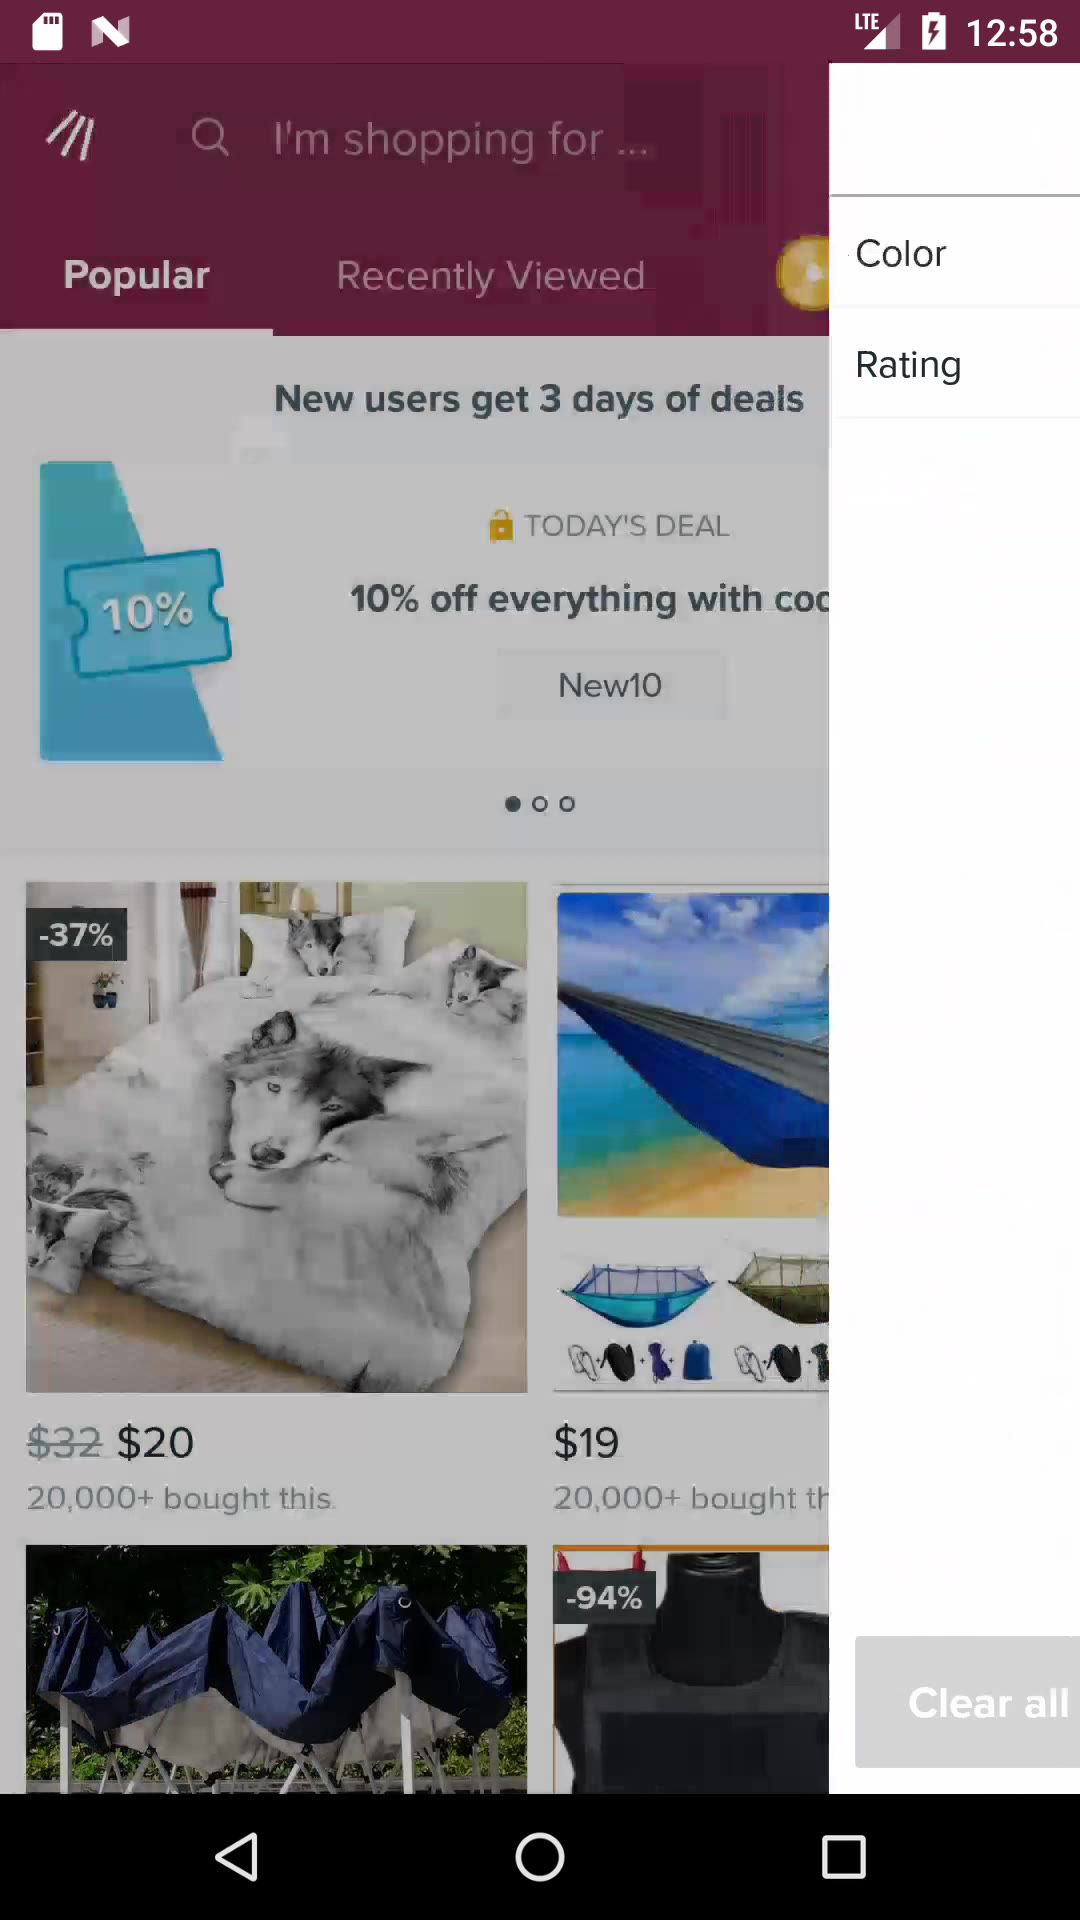 LTE 12:58
I'm shopping for ...
Popular Recently Viewed
Color
Rating
New users get 3 days of deals
TODAY'S DEAL
10%
10% off everything with
New10
-37%
$32 $20
20,000+ bought this.
$19
20,000+ bought
-94%
Clear all